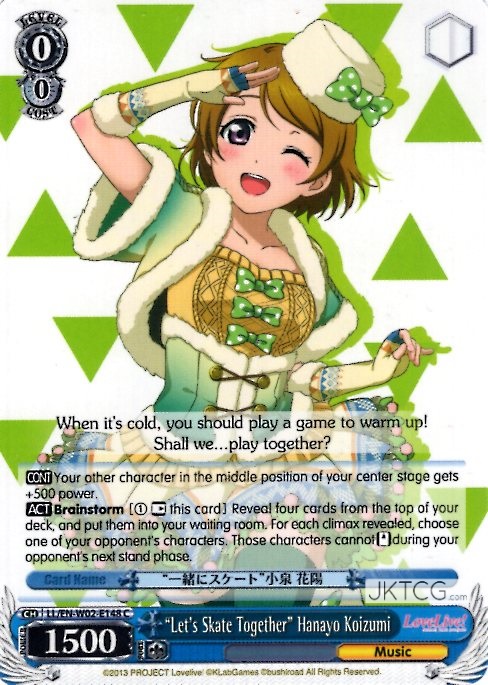 LEVEL
0
0
COST
When it's cold, you should play a game to warm up!
Shall we...play together?
CONT Your other character in the middle position of your center stage gets
+500 power.
ACT Brainstorm [① this card] Reveal four cards from the top of your
deck, and put them into your waiting room. For each climax revealed, choose
one of your opponent's characters. Those characters cannot during your
opponent's next stand phase.
Card Name "一緒にスケート"小泉 花陽
JKTCG.com
CH LL/EN-W02-E148 C
1500
POWER
"Let's Skate Together" Hanayo Koizumi
LoveLive!
Music
©2013 PROJECT Lovelive! ©KLabGames ©bushiroad All Rights Reserved.